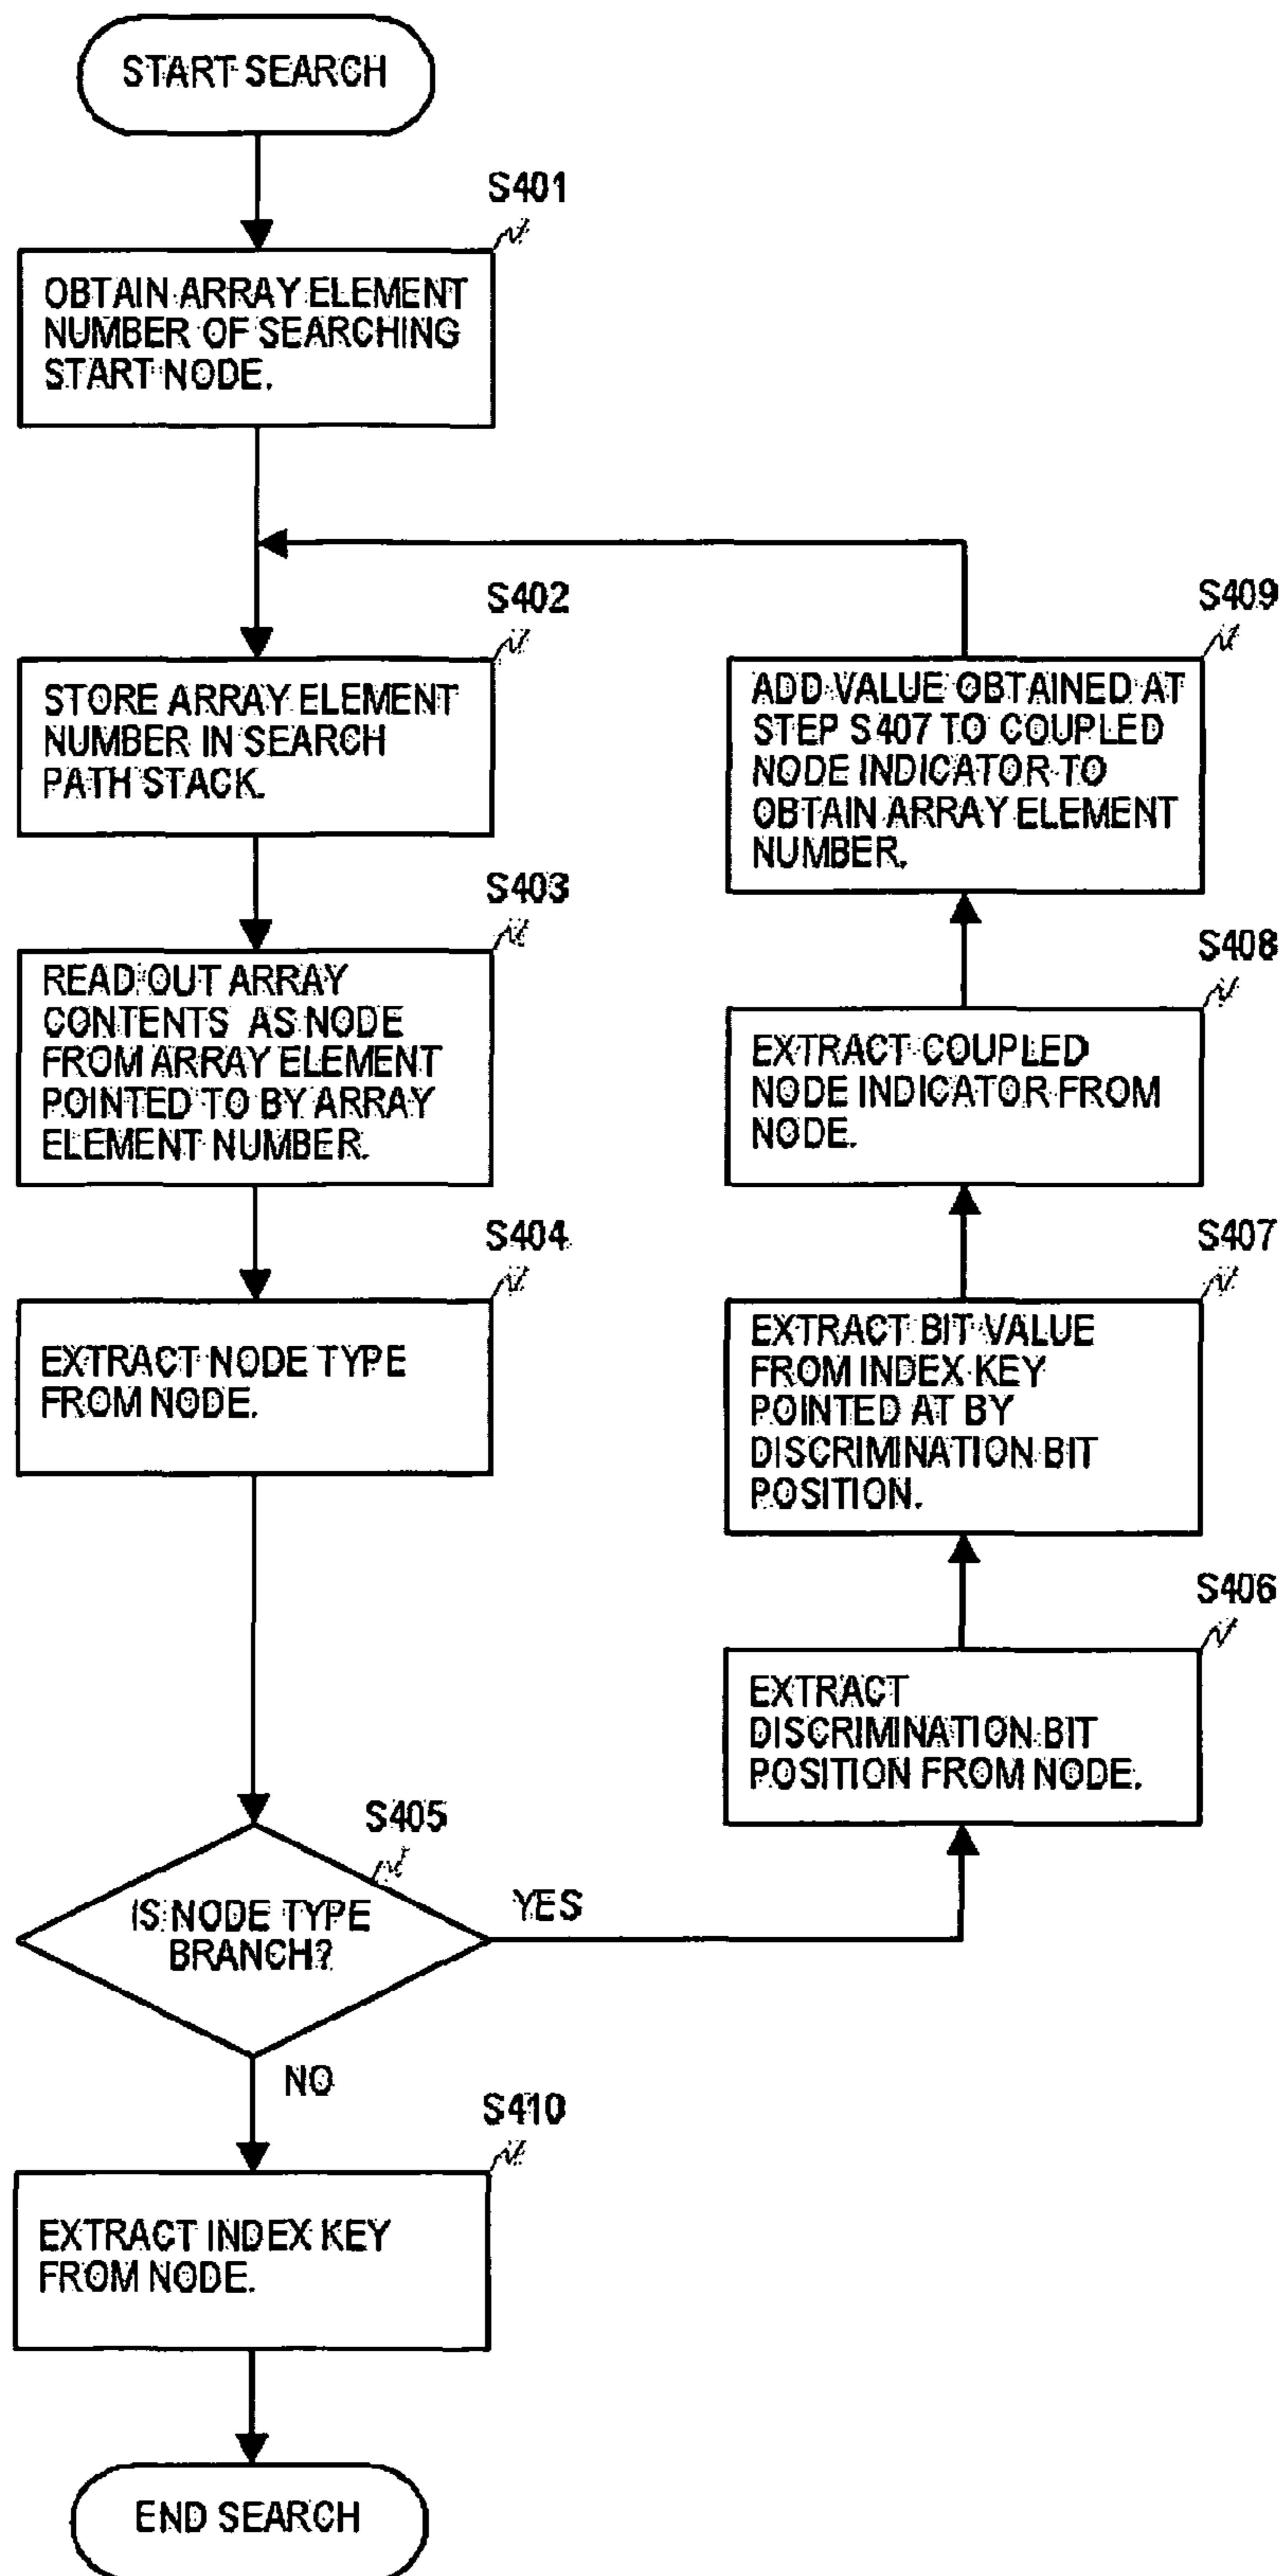 START SEARCH
S401
OBTAIN ARRAY ELEMENT
NUMBER OF SEARCHING
START NODE.
S402
STORE ARRAY ELEMENT
NUMBER IN SEARCH
PATH STACK.
S403
READ OUT ARRAY
CONTENTS AS NODE
FROM ARRAY ELEMENT
POINTED TO BY ARRAY
ELEMENT NUMBER.
S404
EXTRACT NODE TYPE
FROM NODE.
S405
IS NODE TYPE
BRANCH?
YES
NO
S406
EXTRACT
DISCRIMINATION BIT
POSITION FROM NODE.
S407
EXTRACT BIT VALUE
FROM INDEX KEY
POINTED AT BY
DISCRIMINATION BIT
POSITION.
S408
EXTRACT COUPLED
NODE INDICATOR FROM
NODE.
S409
ADD VALUE OBTAINED AT
STEP S407 TO COUPLED
NODE INDICATOR TO
OBTAIN ARRAY ELEMENT
NUMBER.
S410
EXTRACT INDEX KEY
FROM NODE.
END SEARCH